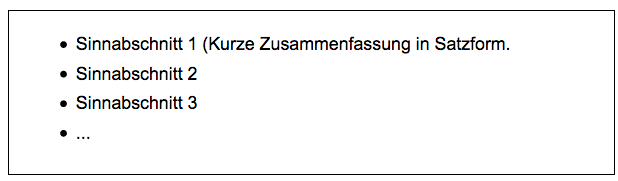 • Sinnabschnitt 1 (Kurze Zusammenfassung in Satzform.
• Sinnabschnitt 2
• Sinnabschnitt 3
• ...